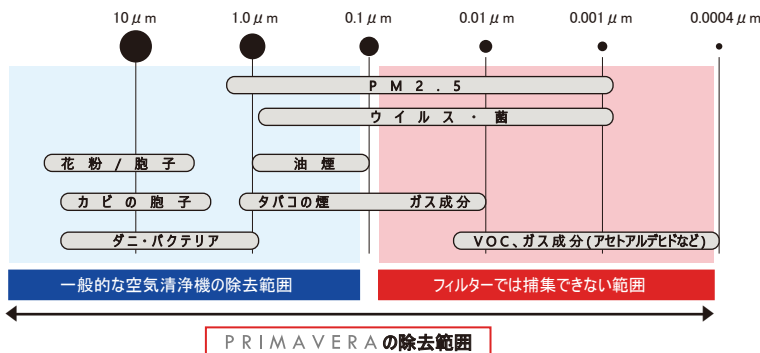 10μm 1.0μm 0.1μm 0.01μm 0.001μm 0.0004μm
PM2.5
ウイルス・菌
花粉/胞子 油煙
カビの胞子 タバコの煙 ガス成分
ダニ・バクテリア VOC、ガス成分(アセトアルデヒドなど)
一般的な空気清浄機の除去範囲 フィルターでは捕集できない範囲
PRIMAVERAの除去範囲